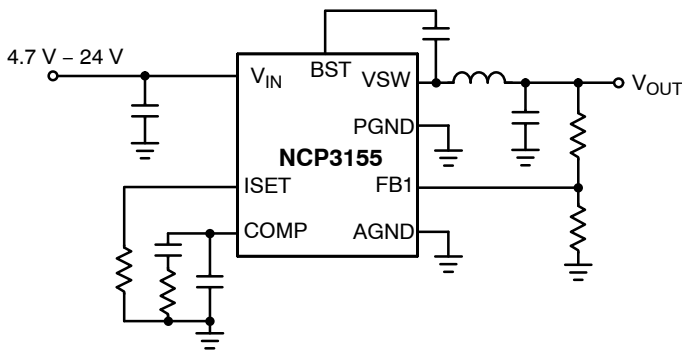 4.7 V – 24 V
V_IN
BST
VSW
V_OUT
PGND
NCP3155
ISET
FB1
COMP
AGND